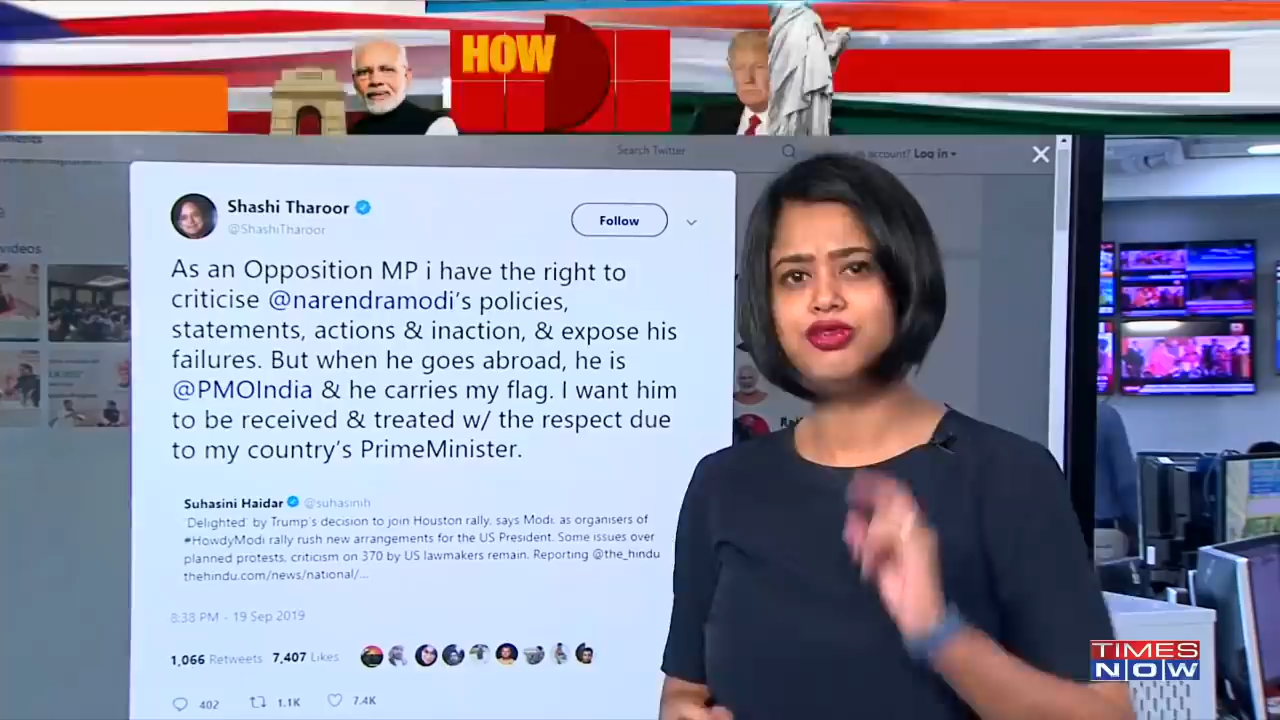 HOW
Search Twitter
account? Log in
videos
Shashi Tharoor
@ShashiTharoor
Follow
As an Opposition MP i have the right to
criticise @narendramodi's policies,
statements, actions & inaction, & expose his
failures. But when he goes abroad, he is
@PMOIndia & he carries my flag. I want him
to be received & treated w/ the respect due
to my country's PrimeMinister.
Suhasini Haidar @suhasinih
'Delighted' by Trump's decision to join Houston rally, says Modi, as organisers of
#HowdyModi rally rush new arrangements for the US President. Some issues over
planned protests, criticism on 370 by US lawmakers remain. Reporting @the_hindu
thehindu.com/news/national/...
8:38 PM - 19 Sep 2019
1,066 Retweets 7,407 Likes
402 1.1K 7.4K
TIMES
NOW